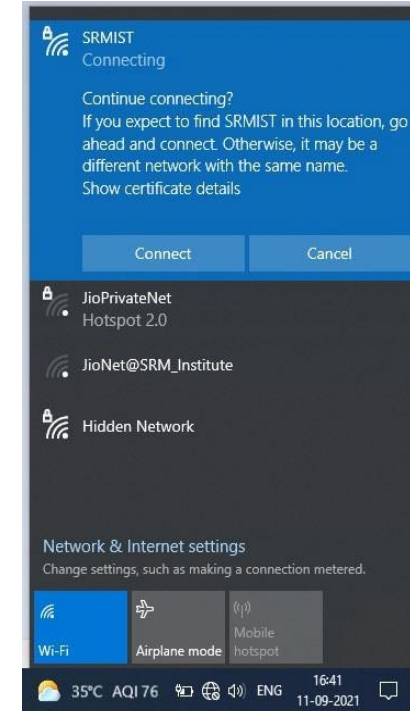 SRMIST
Connecting
Continue connecting?
If you expect to find SRMIST in this location, go
ahead and connect. Otherwise, it may be a
different network with the same name.
Show certificate details
Connect Cancel
JioPrivateNet
Hotspot 2.0
JioNet@SRM_Institute
Hidden Network
Network & Internet settings
Change settings, such as making a connection metered.
Wi-Fi Airplane mode Mobile
hotspot
35°C AQI 76 ENG 16:41
11-09-2021